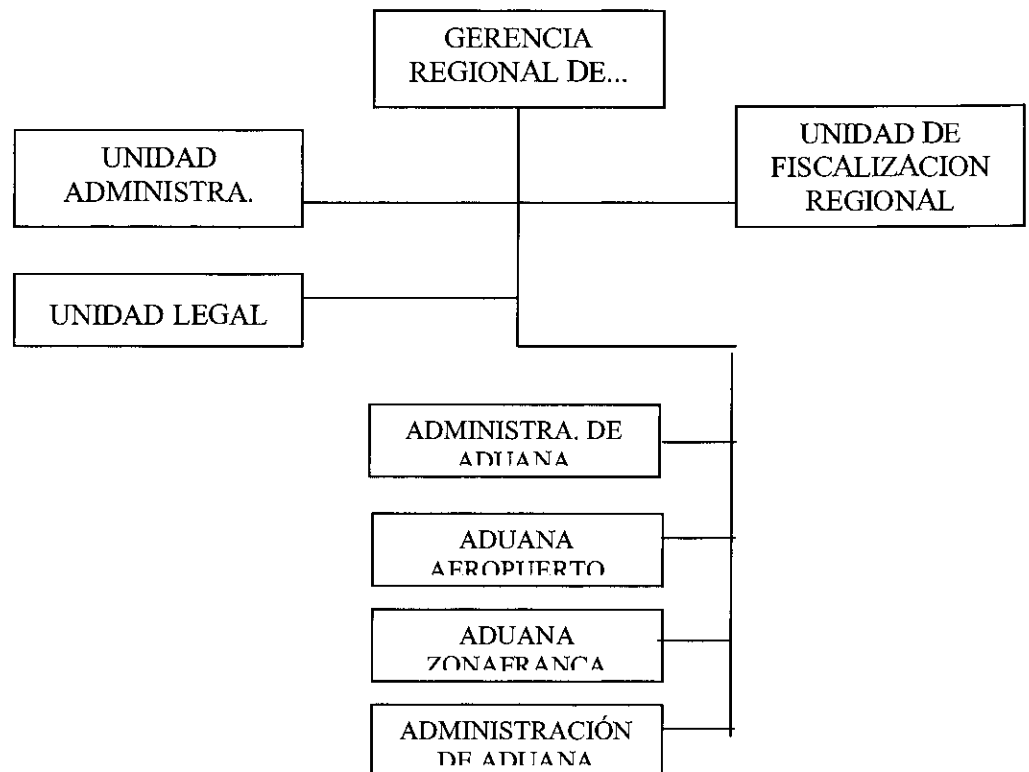 GERENCIA
REGIONAL DE...
UNIDAD
ADMINISTRA.
UNIDAD DE
FISCALIZACION
REGIONAL
UNIDAD LEGAL
ADMINISTRA. DE
ADUANA
ADUANA
AEROPUERTO
ADUANA
ZONAFRANCA
ADMINISTRACIÓN
DE ADUANA